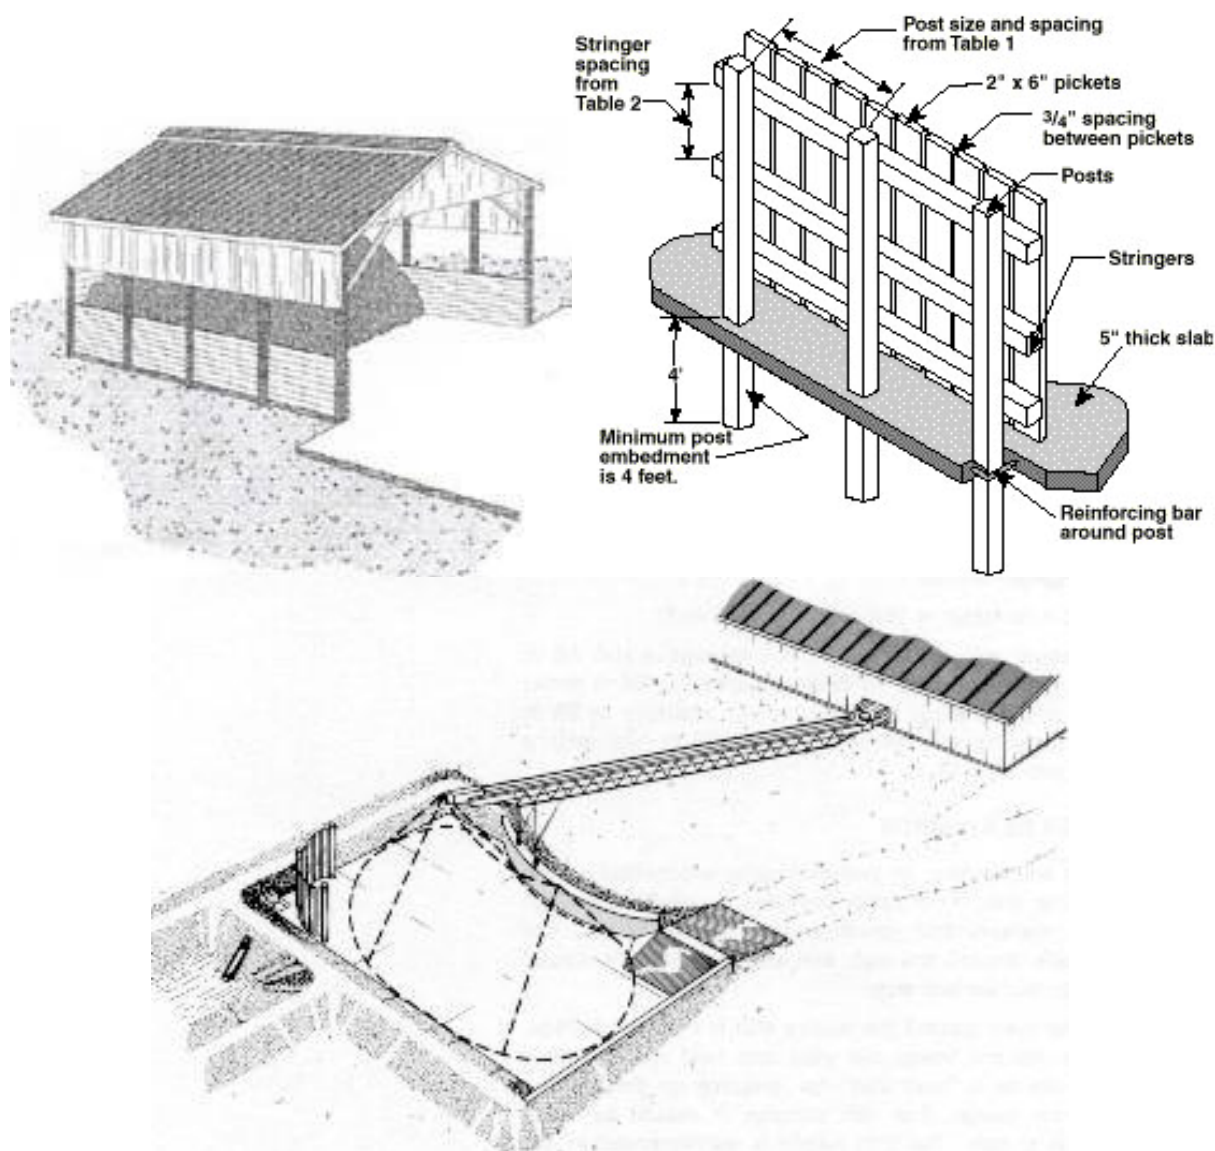 Post size and spacing
from Table 1
Stringer
spacing
from
Table 2
2" x 6" pickets
3/4" spacing
between pickets
Posts
Stringers
5" thick slab
4'
Minimum post
embedment
is 4 feet.
Reinforcing bar
around post